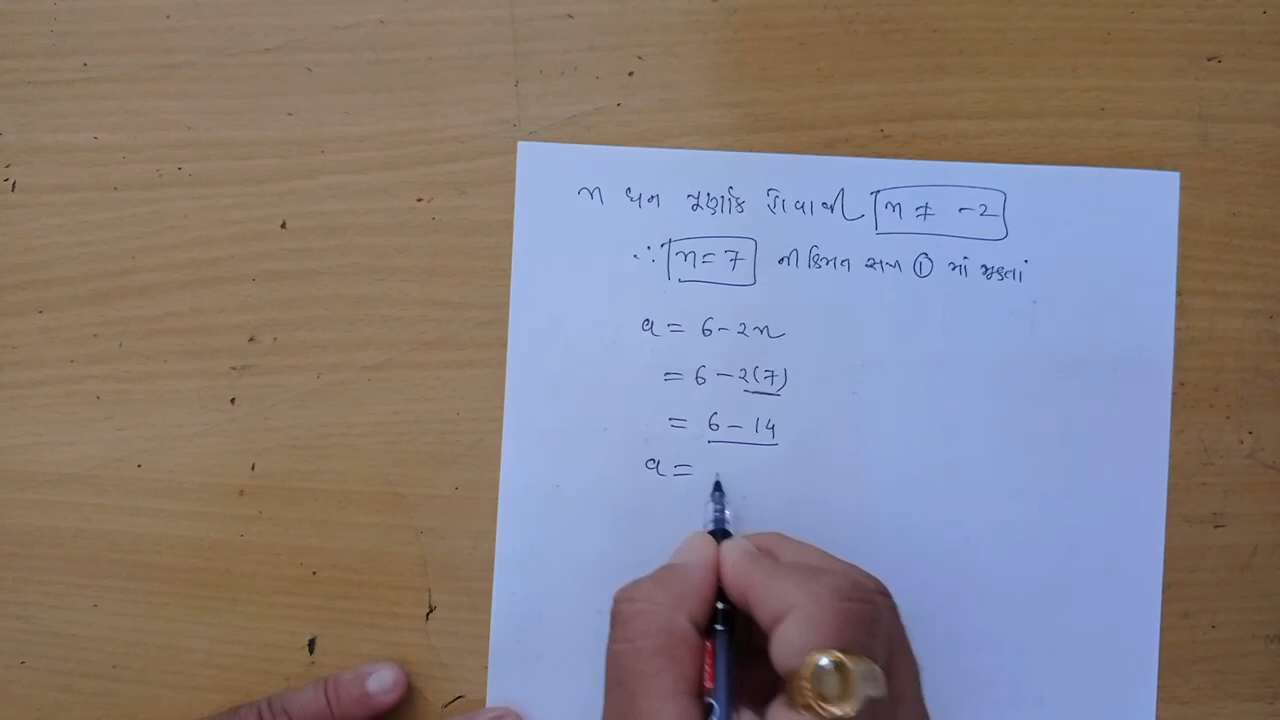 n ધન પૂર્ણાંક હોવાથી n ≠ -2
∴ n = 7 ની કિંમત સમી ① માં મુકતાં
a = 6 - 2n
= 6 - 2(7)
= 6 - 14
a =